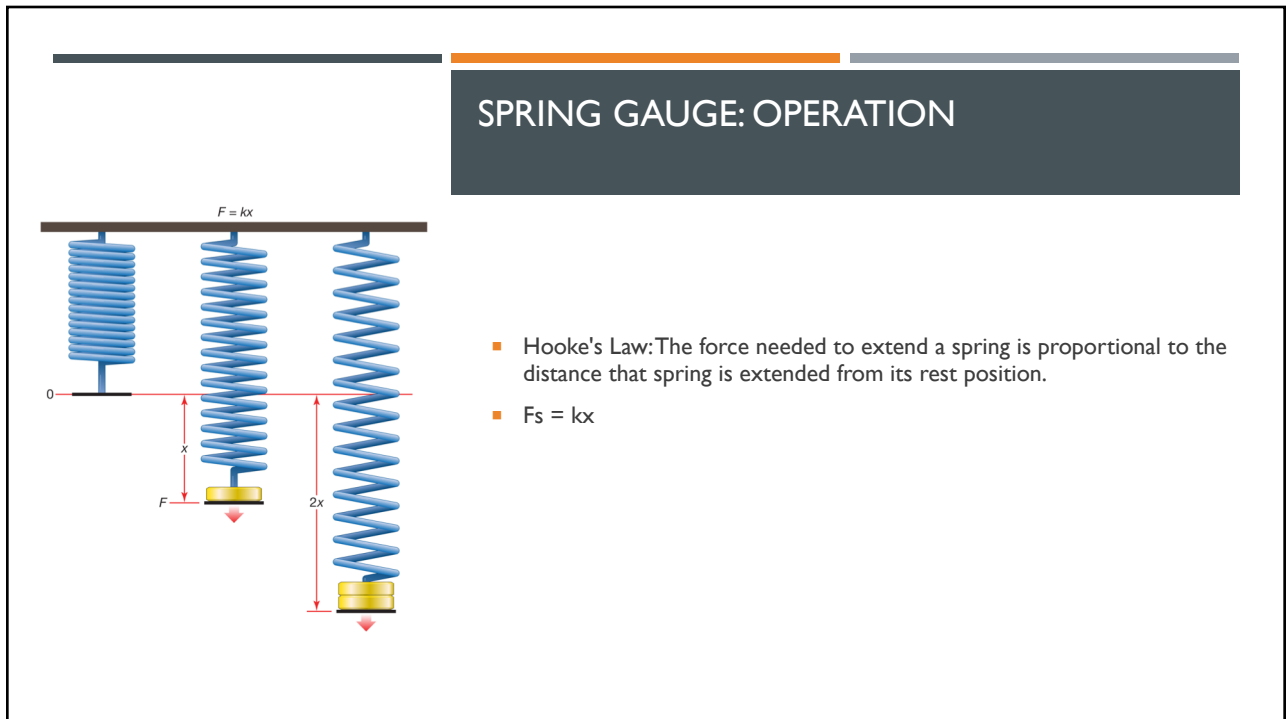 SPRING GAUGE: OPERATION
F = kx
0
x
F
2x
Hooke's Law: The force needed to extend a spring is proportional to the
distance that spring is extended from its rest position.
Fs = kx